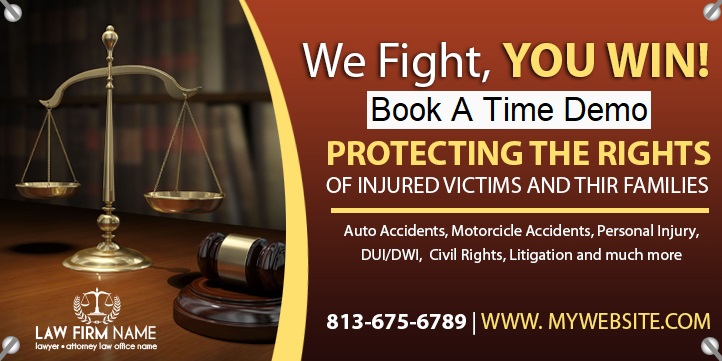 We Fight, YOU WIN!
Book A Time Demo
PROTECTING THE RIGHTS
OF INJURED VICTIMS AND THIR FAMILIES
Auto Accidents, Motorcicle Accidents, Personal Injury,
DUI/DWI, Civil Rights, Litigation and much more
813-675-6789 | WWW. MYWEBSITE.COM
LAW FIRM NAME
lawyer • attorney law office name